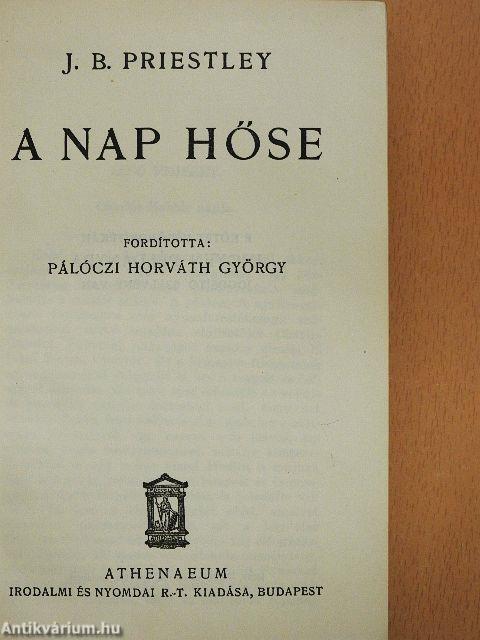 J. B. PRIESTLEY
A NAP HŐSE
FORDÍTOTTA:
PÁLÓCZI HORVÁTH GYÖRGY
ATHENAEUM
IRODALMI ÉS NYOMDAI R.-T. KIADÁSA, BUDAPEST
Antikvárium.hu